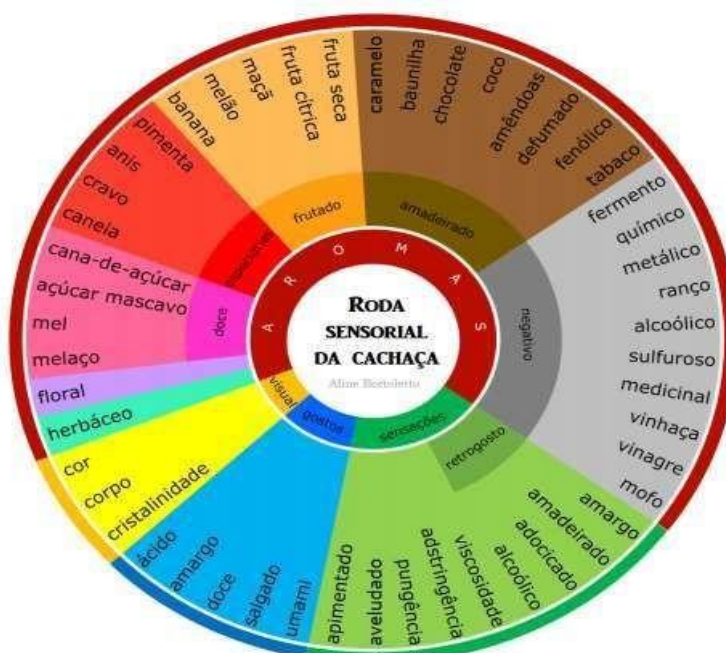 RODA
SENSORIAL
DA CACHAÇA
Aline Bortoletto
AROMAS
frutado
banana
melão
maçã
fruta cítrica
fruta seca
amadeirado
caramelo
baunilha
chocolate
coco
amêndoas
defumado
fenólico
tabaco
negativo
fermento
químico
metálico
ranço
alcoólico
sulfuroso
medicinal
vinhaça
vinagre
mofo
sensações
retrogosto
amargo
amadeirado
adocicado
alcoólico
viscosidade
adstringência
pungência
aveludado
apimentado
gostos
umami
salgado
doce
amargo
ácido
visual
cristalinidade
corpo
cor
herbáceo
floral
doce
melaço
mel
açúcar mascavo
cana-de-açúcar
canela
cravo
anis
pimenta